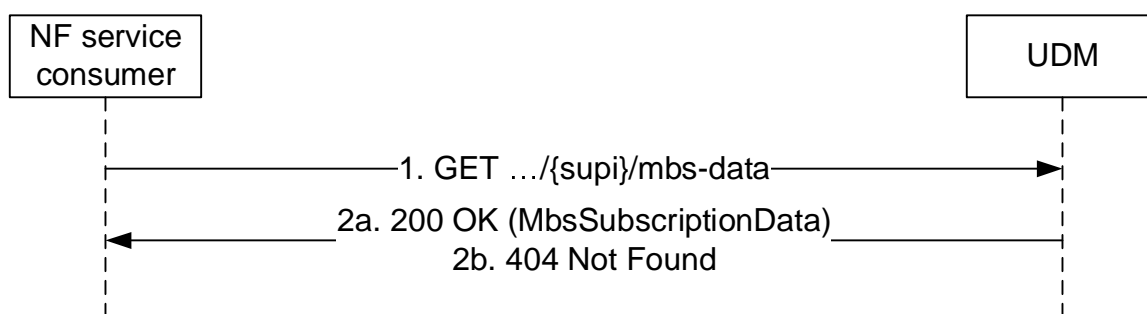 NF service
consumer
UDM
1. GET …/{supi}/mbs-data
2a. 200 OK (MbsSubscriptionData)
2b. 404 Not Found